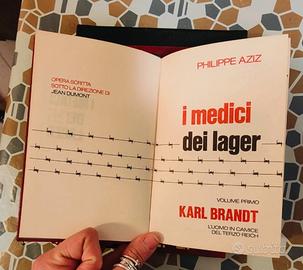 OPERA SCRITTA
SOTTO LA DIREZIONE DI
JEAN DUMONT
PHILIPPE AZIZ
i medici
dei lager
VOLUME PRIMO
KARL BRANDT
L'UOMO IN CAMICE
DEL TERZO REICH
subito